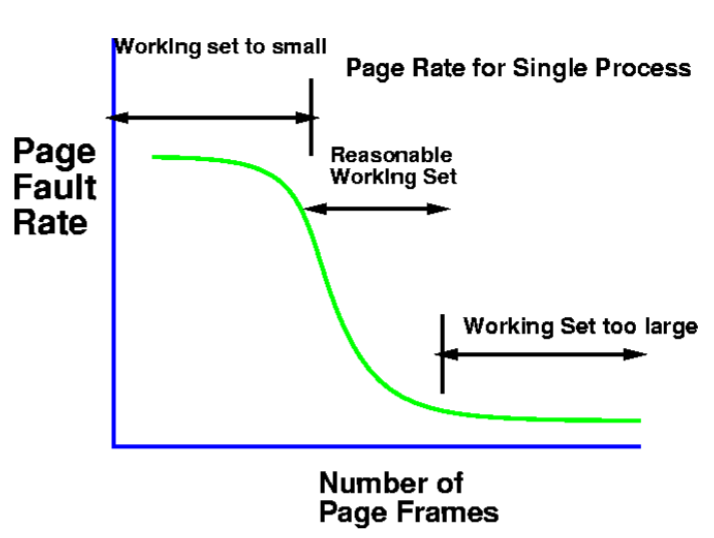 Working set to small
Page Rate for Single Process
Page
Fault
Rate
Reasonable
Working Set
Working Set too large
Number of
Page Frames